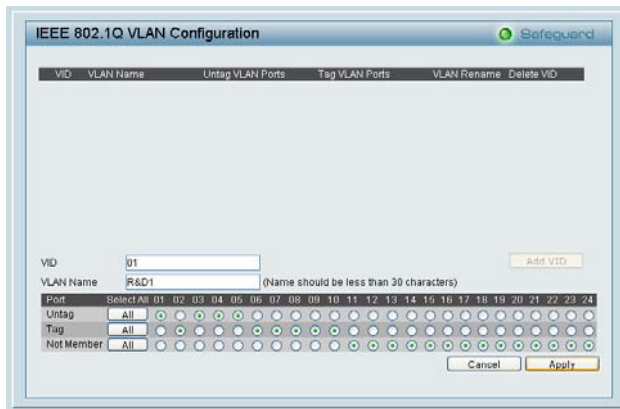 IEEE 802.1Q VLAN Configuration Safeguard
VID VLAN Name Untag VLAN Ports Tag VLAN Ports VLAN Rename Delete VID
VID 01 Add VID
VLAN Name R&D1 (Name should be less than 30 characters)
Port Select All 01 02 03 04 05 06 07 08 09 10 11 12 13 14 15 16 17 18 19 20 21 22 23 24
Untag All
Tag All
Not Member All
Cancel Apply